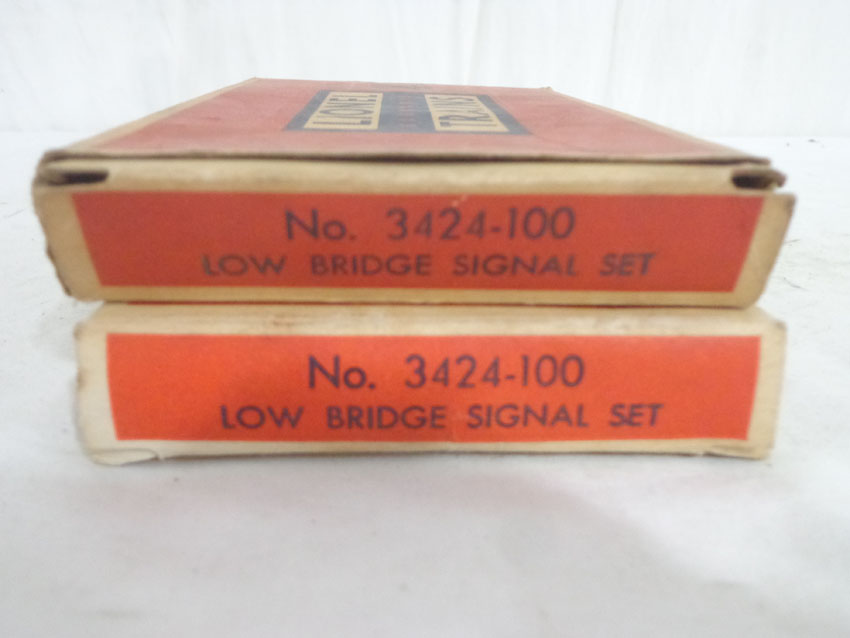 LIONEL
TRAINS
No. 3424-100
LOW BRIDGE SIGNAL SET
No. 3424-100
LOW BRIDGE SIGNAL SET